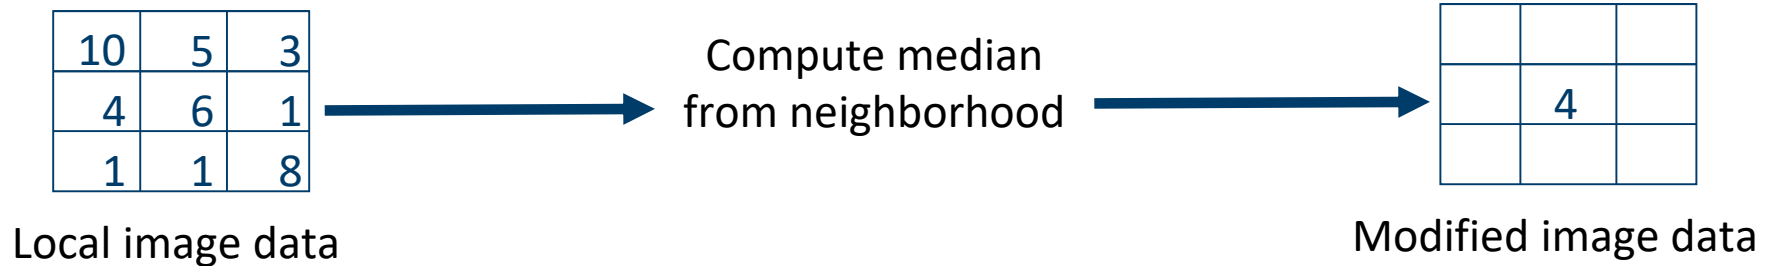 10 5 3
4 6 1
1 1 8
Local image data
Compute median
from neighborhood
4
Modified image data